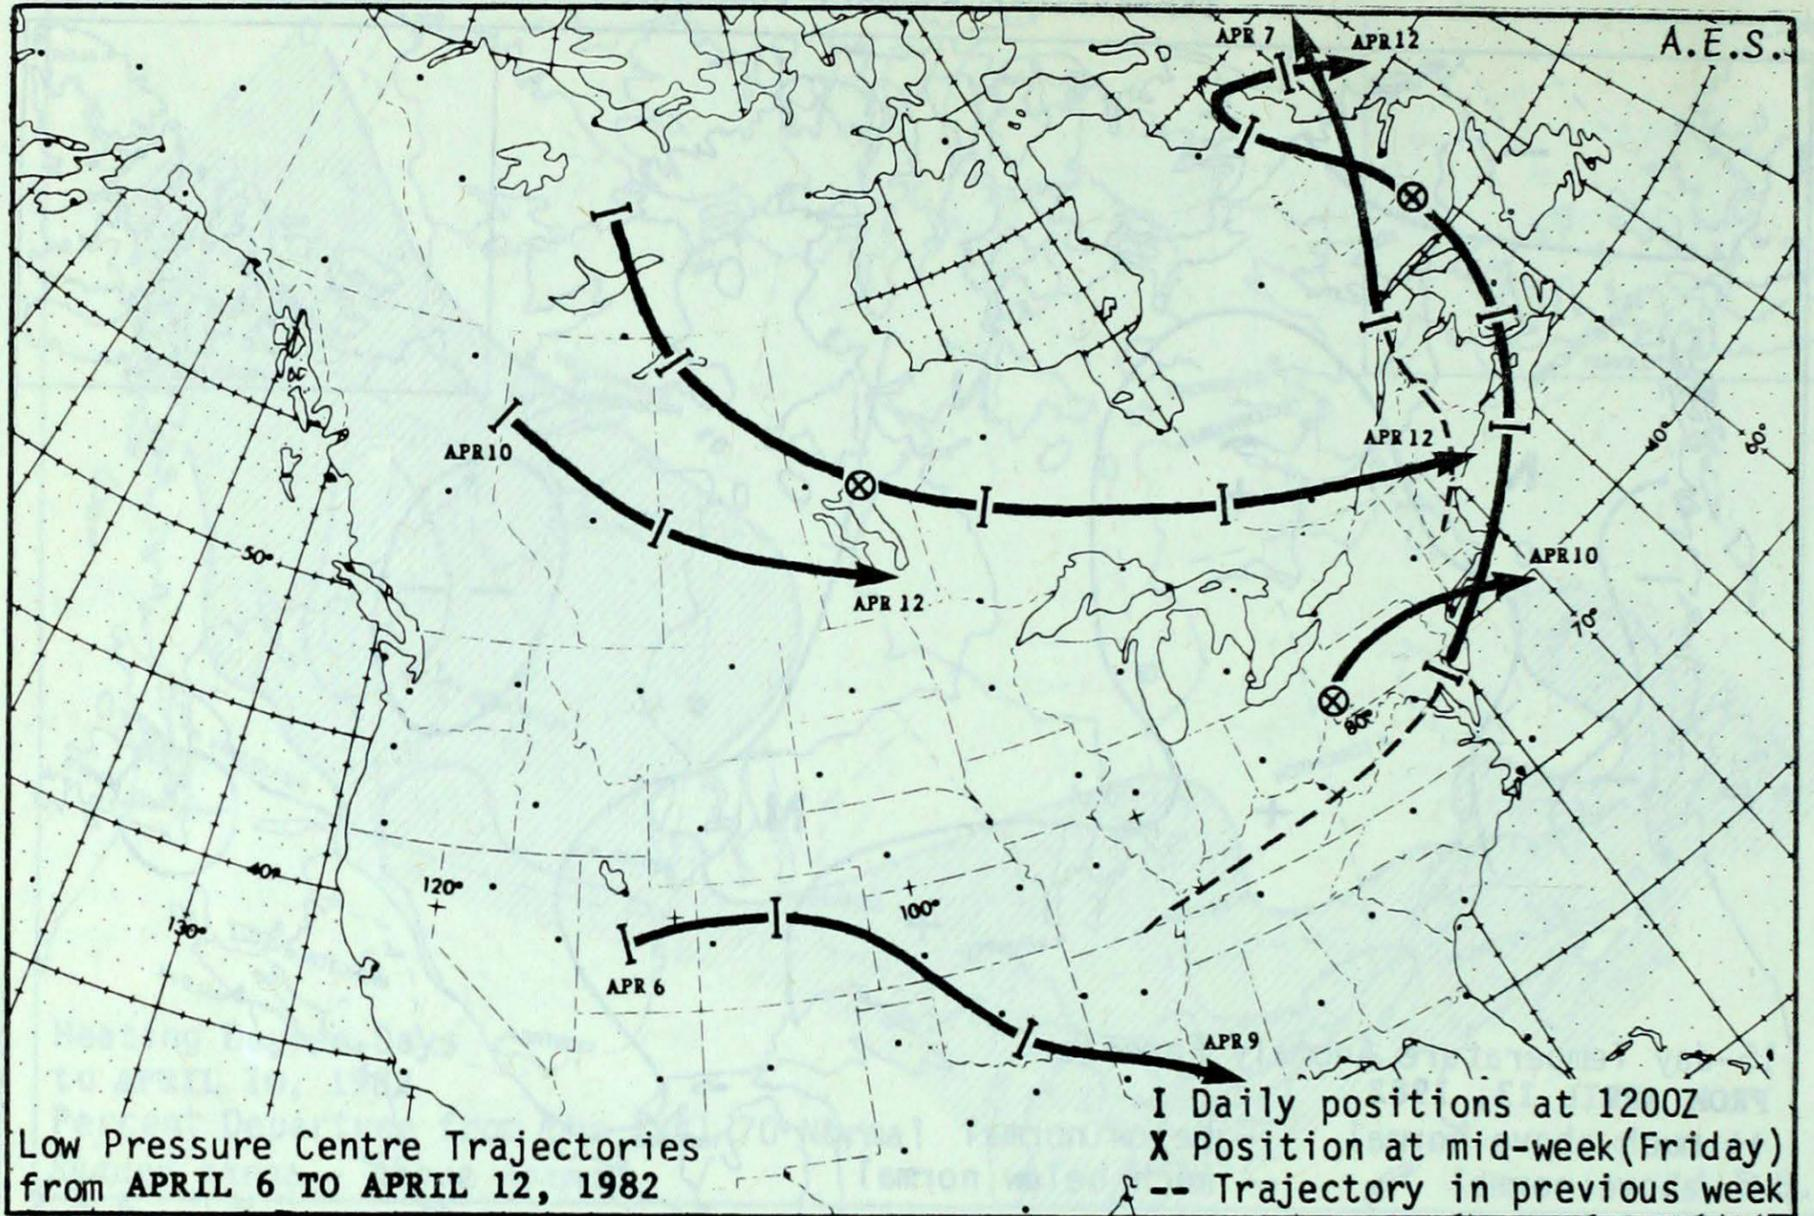 APR 7
APR 12
A.E.S.
APR 10
APR 12
APR 12
APR 10
APR 6
APR 9
50°
40°
130°
120°
100°
80°
70°
40°
I Daily positions at 1200Z
X Position at mid-week(Friday)
-- Trajectory in previous week
Low Pressure Centre Trajectories
from APRIL 6 TO APRIL 12, 1982